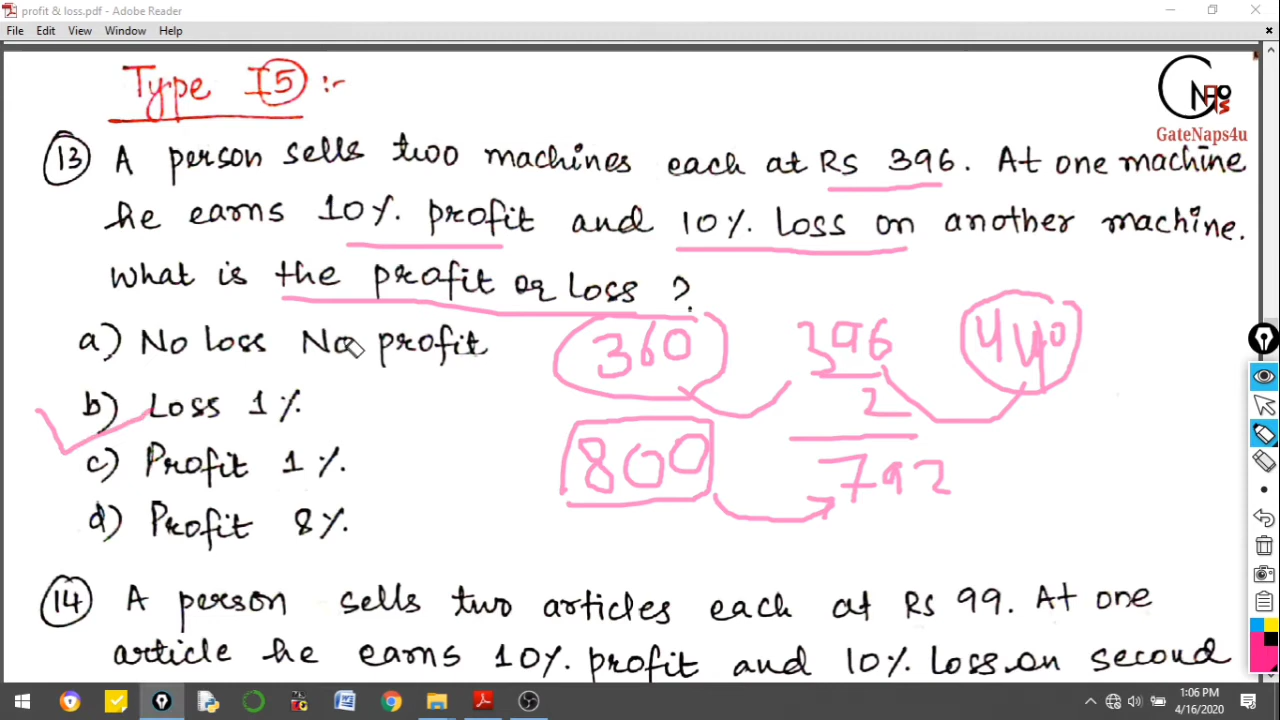 profit & loss.pdf - Adobe Reader
File Edit View Window Help
Type I5 :-
GateNaps4u
13) A person sells two machines each at Rs 396. At one machine
he earns 10%. profit and 10%. loss on another machine.
What is the profit or loss ?
a) No loss No profit
b) Loss 1%.
c) Profit 1%.
d) Profit 8%.
360 396 440
2
800 792
14) A person sells two articles each at Rs 99. At one
article he earns 10%. profit and 10%. loss on second
1:06 PM
4/16/2020